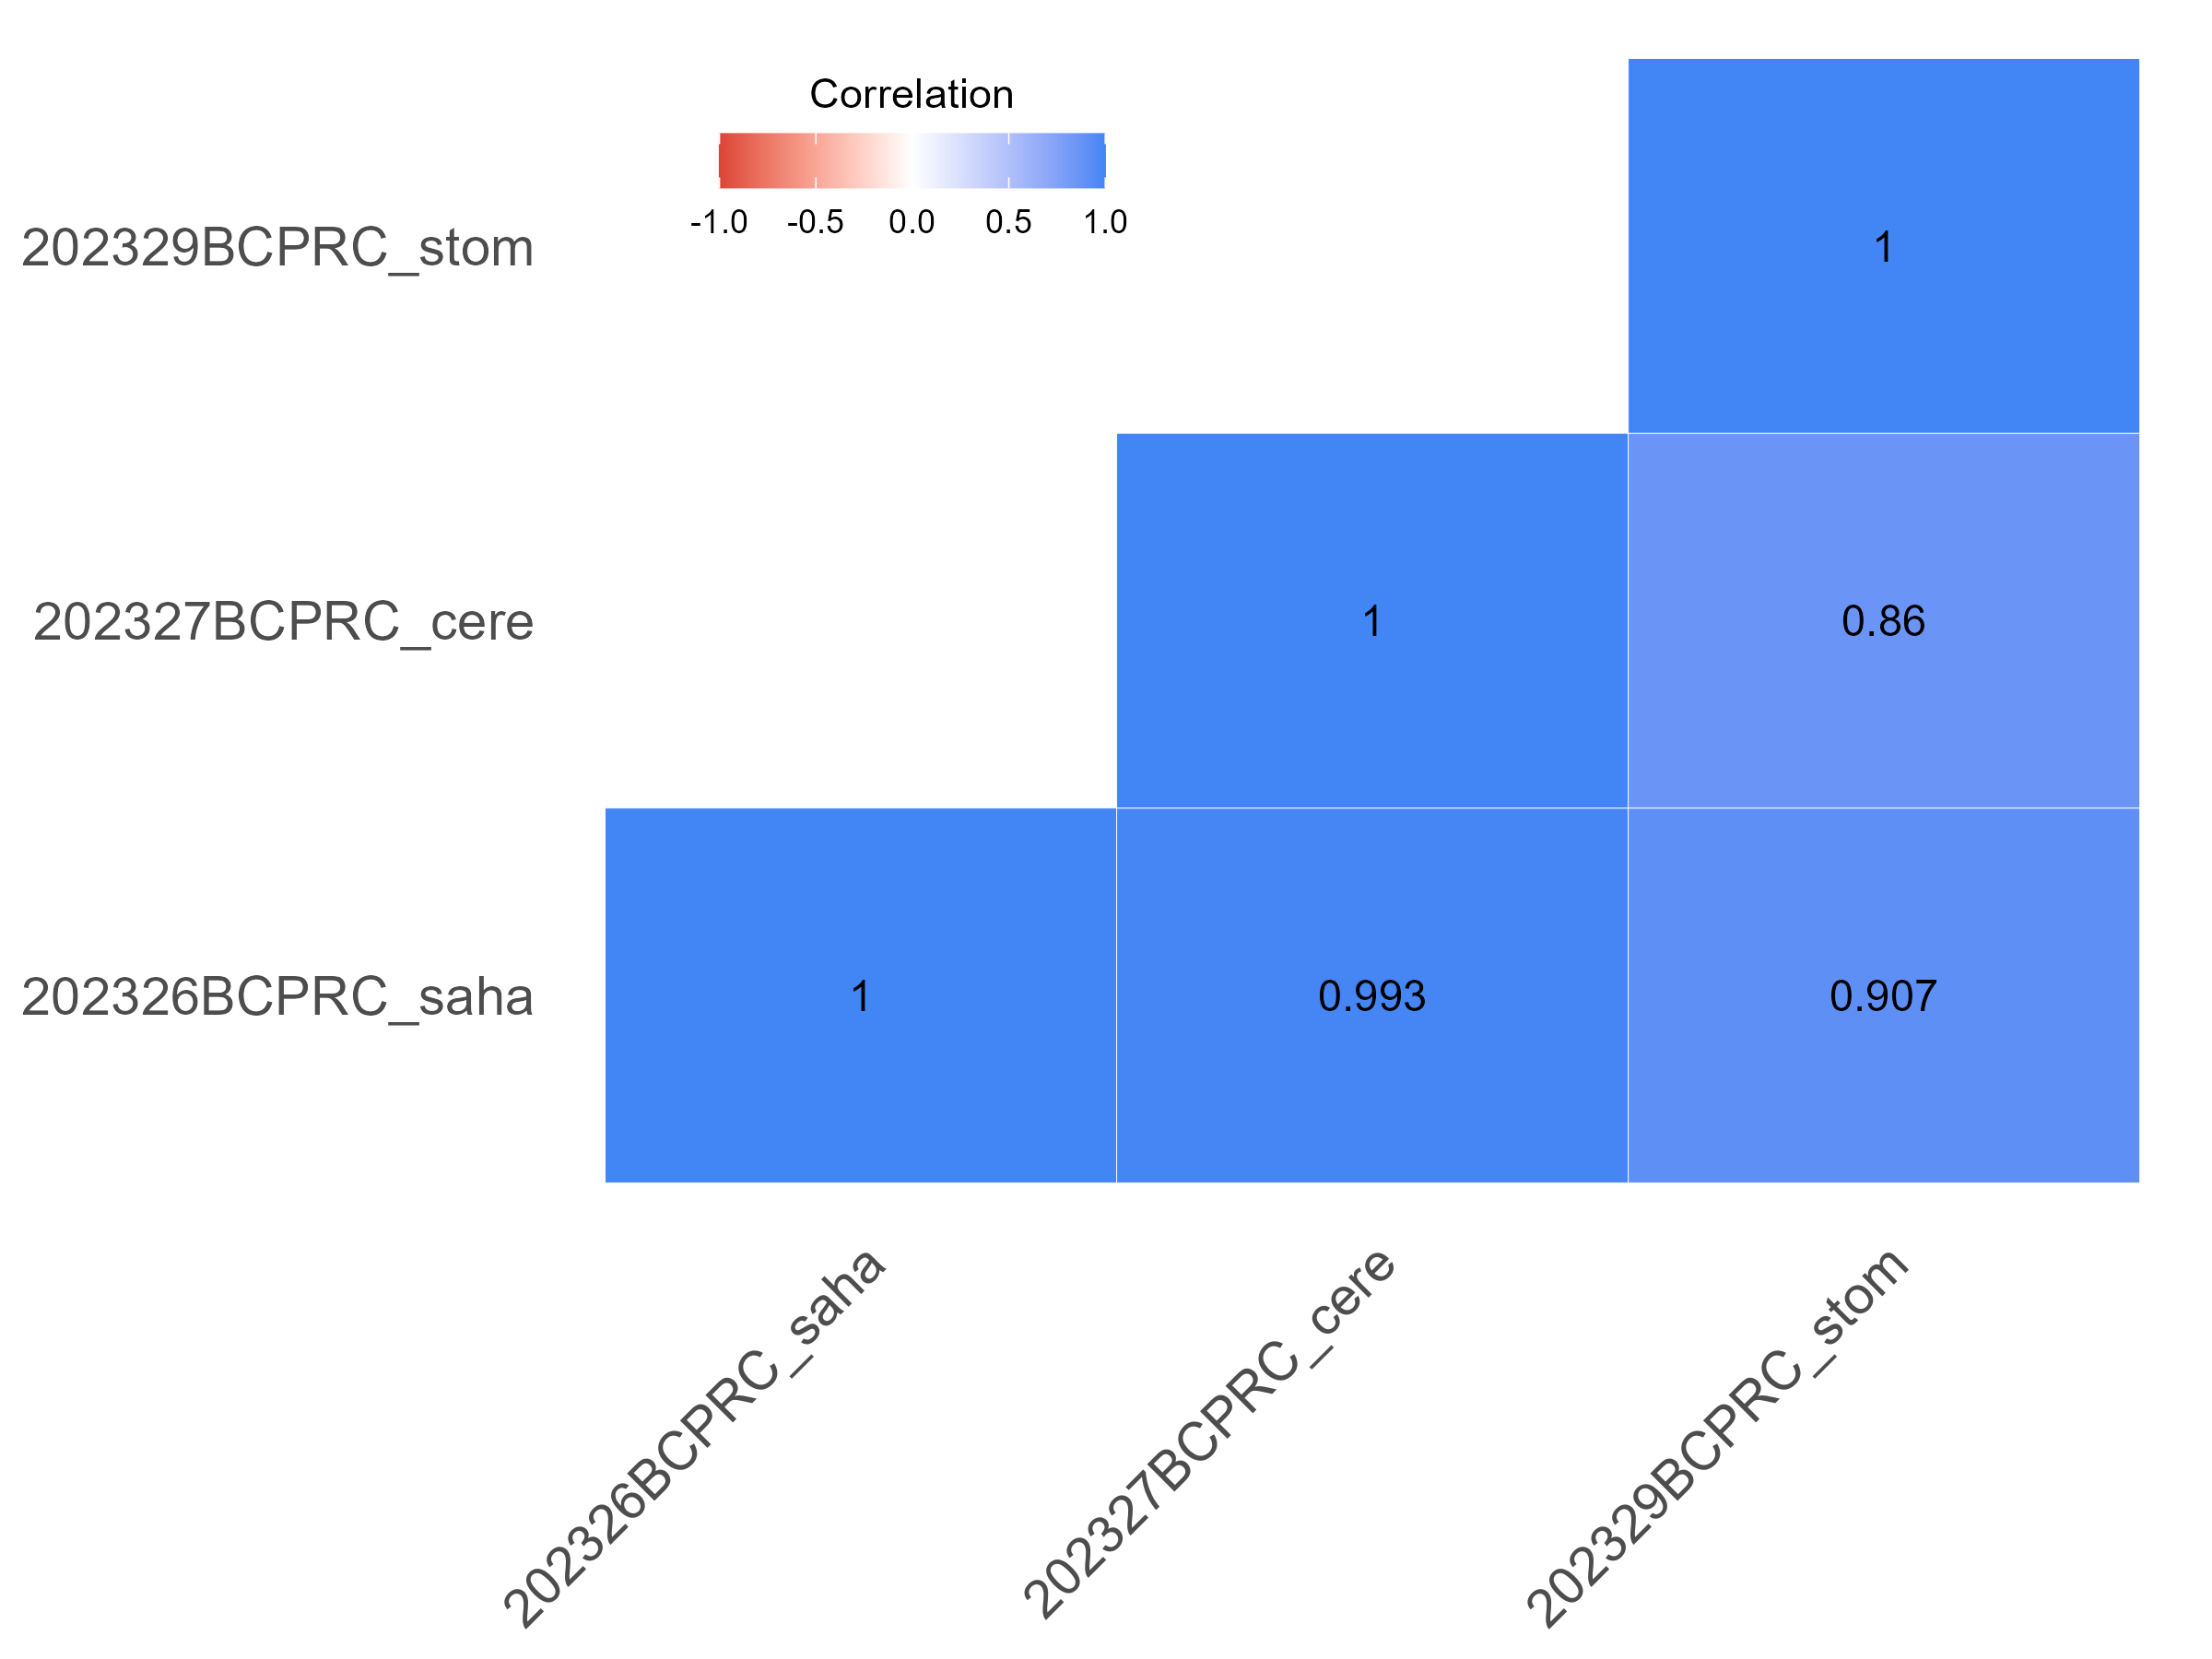 Correlation
-1.0 -0.5 0.0 0.5 1.0
202329BCPRC_stom 1
202327BCPRC_cere 1 0.86
202326BCPRC_saha 1 0.993 0.907
202326BCPRC_saha 202327BCPRC_cere 202329BCPRC_stom